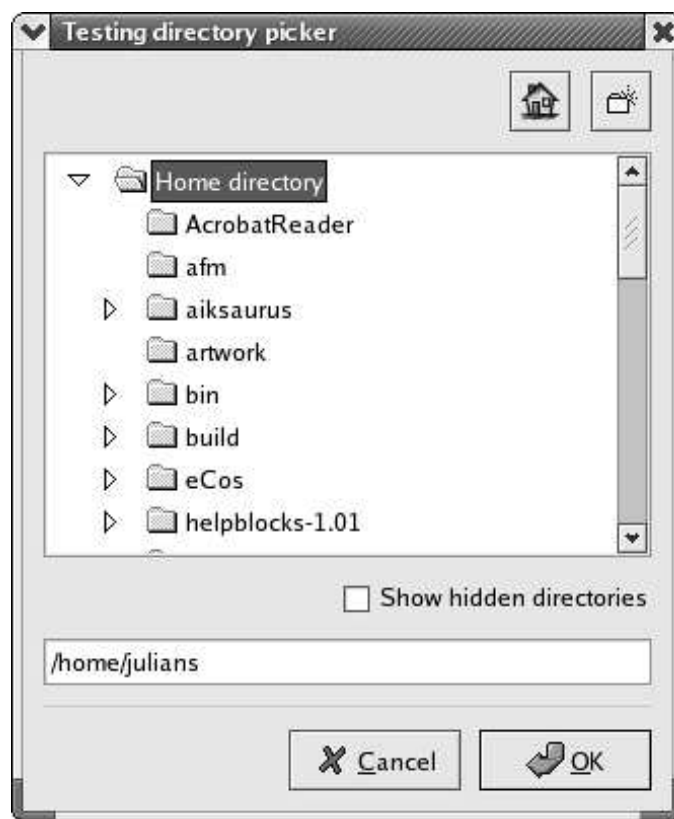 Testing directory picker
Home directory
AcrobatReader
afm
aiksaurus
artwork
bin
build
eCos
helpblocks-1.01
Show hidden directories
/home/julians
Cancel
OK